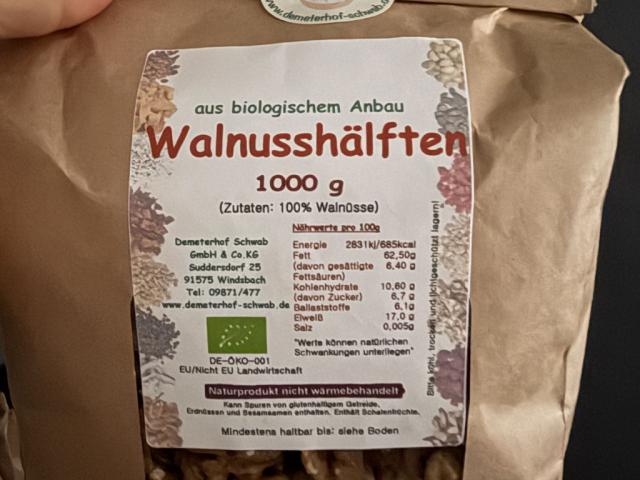 www.demeterhof-schwab.de
aus biologischem Anbau
Walnusshälften
1000 g
(Zutaten: 100% Walnüsse)
Demeterhof Schwab
GmbH & Co.KG
Suddersdorf 25
91575 Windsbach
Tel: 09871/477
www.demeterhof-schwab.de
DE-ÖKO-001
EU/Nicht EU Landwirtschaft
Nährwerte pro 100g
Energie 2831kj/685kcal
Fett 62,50g
(davon gesättigte 6,40 g
Fettsäuren)
Kohlenhydrate 10,60 g
(davon Zucker) 6,7 g
Ballaststoffe 6,1g
Eiweiß 17,0 g
Salz 0,005g
"Werte können natürlichen
Schwankungen unterliegen"
Naturprodukt nicht wärmebehandelt
Kann Spuren von glutenhaltigem Getreide,
Erdnüssen und Sesamsamen enthalten. Enthält Schalenfrüchte.
Mindestens haltbar bis: siehe Boden
Bitte kühl, trocken und lichtgeschützt lagern!